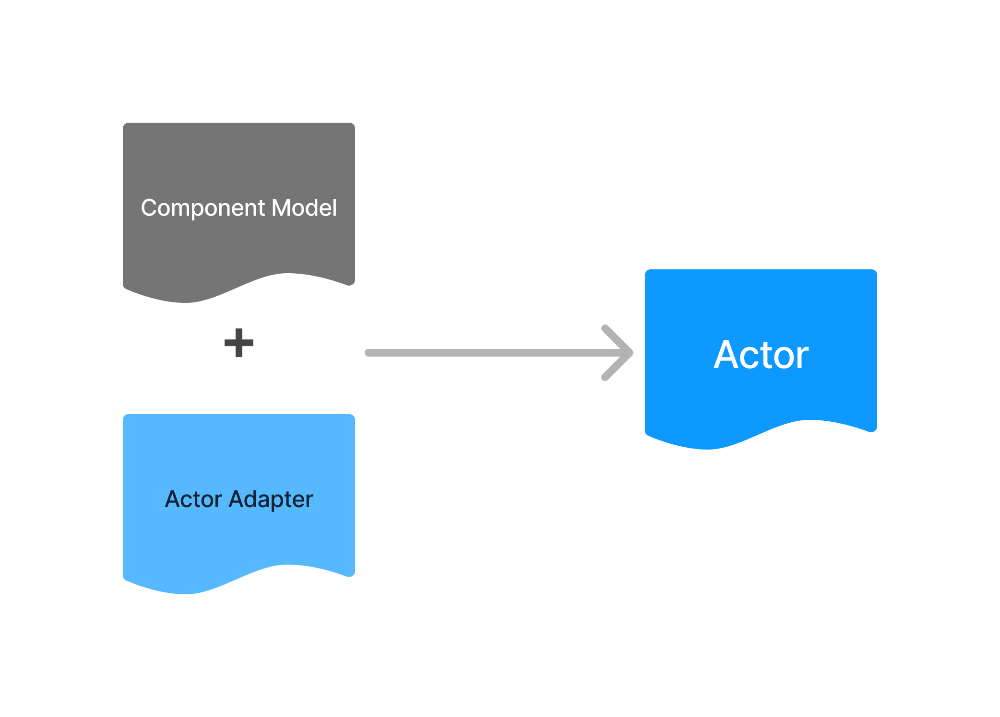 Component Model
+
Actor Adapter
Actor